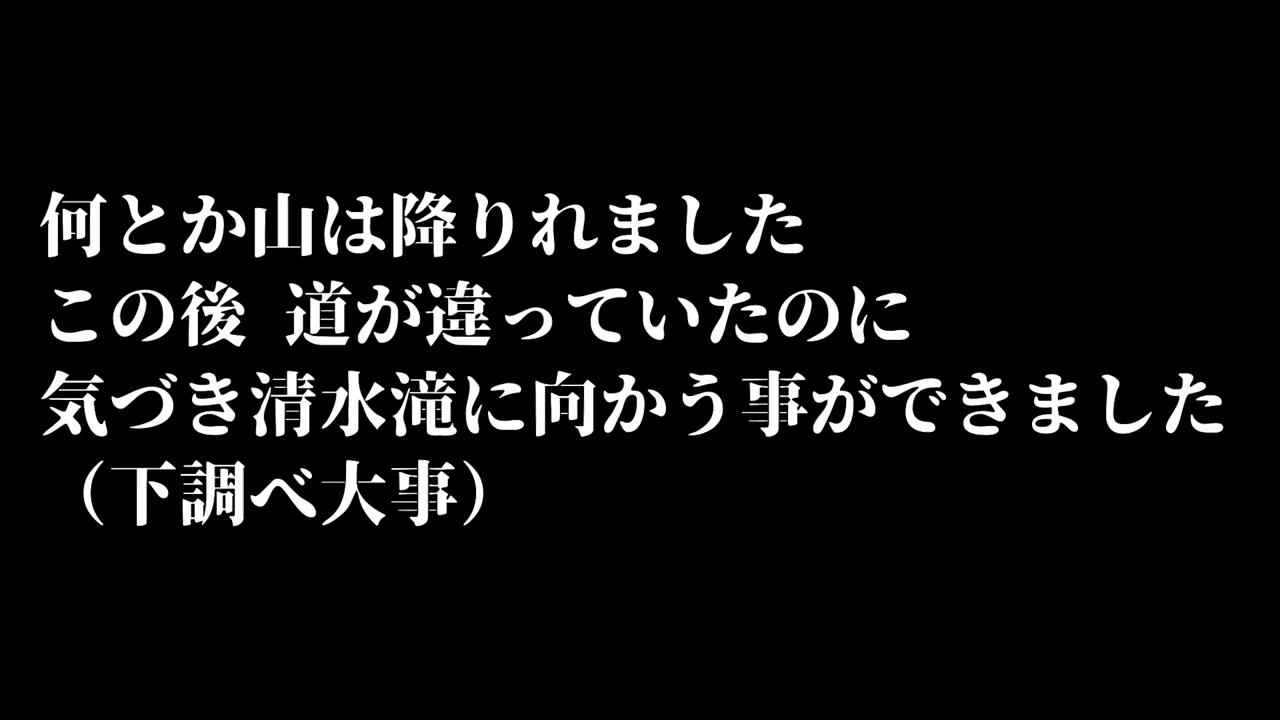 何とか山は降りれました
この後 道が違っていたのに
気づき清水滝に向かう事ができました
（下調べ大事）